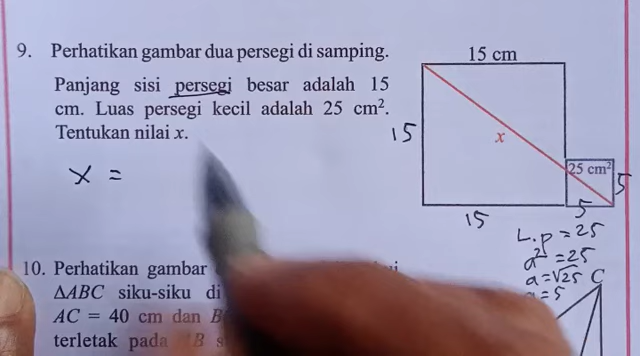 9. Perhatikan gambar dua persegi di samping.
Panjang sisi persegi besar adalah 15
cm. Luas persegi kecil adalah 25 cm².
Tentukan nilai x.
x =
15 cm
15
x
25 cm²
5
5
15
L.p = 25
a² = 25
a = √25
= 5
C
10. Perhatikan gambar
ΔABC siku-siku di
AC = 40 cm dan B
terletak pada